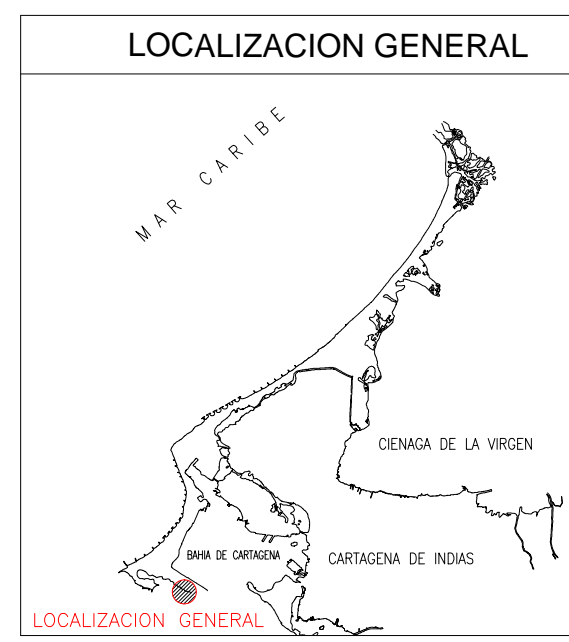 LOCALIZACION GENERAL
MAR CARIBE
CIENAGA DE LA VIRGEN
BAHIA DE CARTAGENA
CARTAGENA DE INDIAS
LOCALIZACION GENERAL